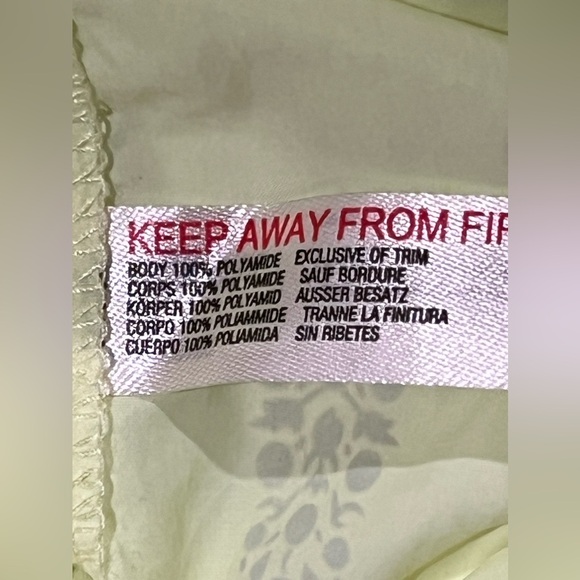 KEEP AWAY FROM FIR
BODY 100% POLYAMIDE EXCLUSIVE OF TRIM
CORPS 100% POLYAMIDE SAUF BORDURE
KÖRPER 100% POLYAMID AUSSER BESATZ
CORPO 100% POLIAMMIDE TRANNE LA FINITURA
CUERPO 100% POLIAMIDA SIN RIBETES